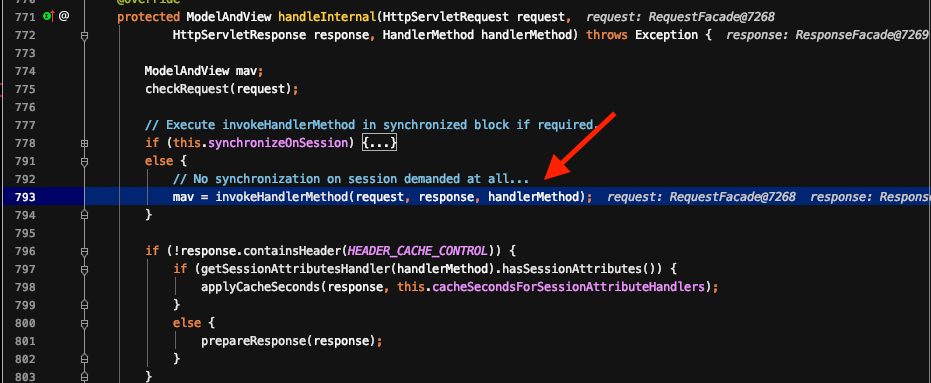 770 @Override
771 @ protected ModelAndView handleInternal(HttpServletRequest request, request: RequestFacade@7268
772 HttpServletResponse response, HandlerMethod handlerMethod) throws Exception { response: ResponseFacade@7269
773
774 ModelAndView mav;
775 checkRequest(request);
776
777 // Execute invokeHandlerMethod in synchronized block if required.
778 if (this.synchronizeOnSession) {...}
791 else {
792 // No synchronization on session demanded at all...
793 mav = invokeHandlerMethod(request, response, handlerMethod); request: RequestFacade@7268 response: Respons
794 }
795
796 if (!response.containsHeader(HEADER_CACHE_CONTROL)) {
797 if (getSessionAttributesHandler(handlerMethod).hasSessionAttributes()) {
798 applyCacheSeconds(response, this.cacheSecondsForSessionAttributeHandlers);
799 }
800 else {
801 prepareResponse(response);
802 }
803 }